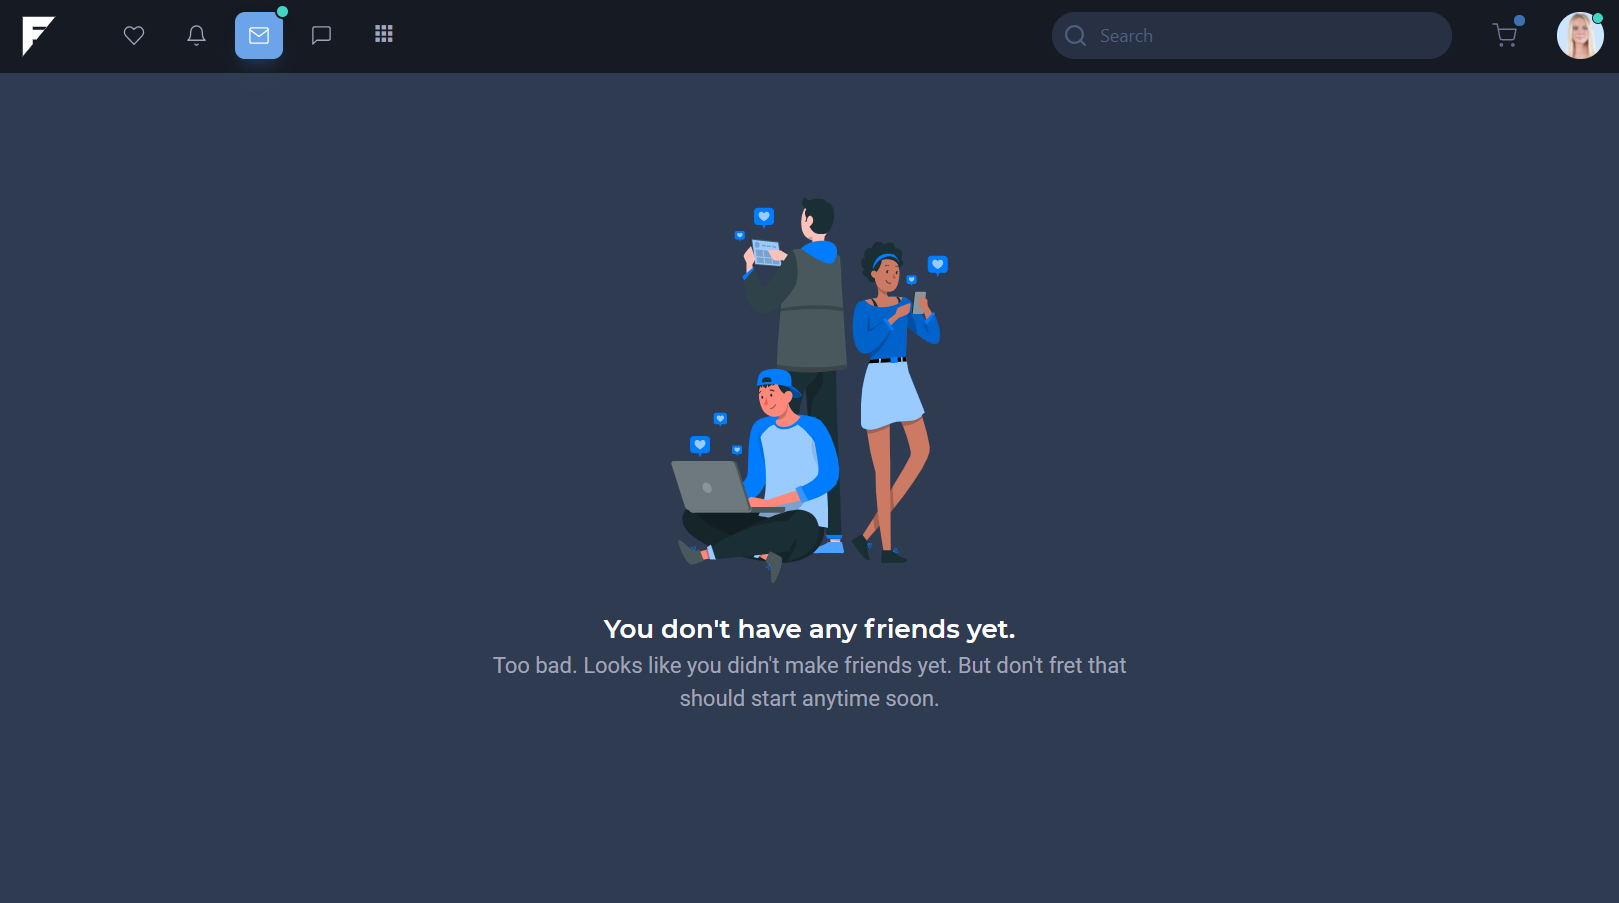 Search
You don't have any friends yet.
Too bad. Looks like you didn't make friends yet. But don't fret that
should start anytime soon.